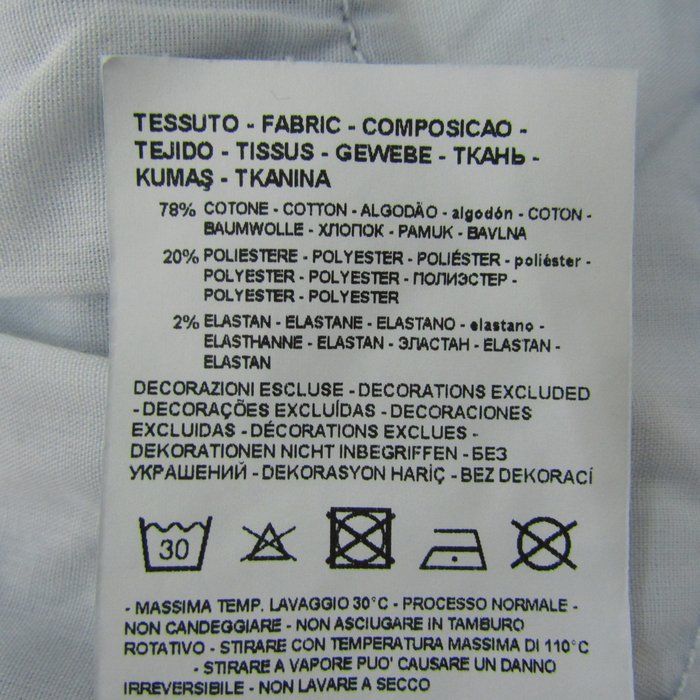 TESSUTO - FABRIC - COMPOSICAO -
TEJIDO - TISSUS - GEWEBE - ТКАНЬ -
KUMAŞ - TKANINA
78% COTONE - COTTON - ALGODÃO - algodón - COTON -
BAUMWOLLE - ХЛОПОК - PAMUK - BAVLNA
20% POLIESTERE - POLYESTER - POLIÉSTER - poliéster -
POLYESTER - POLYESTER - ПОЛИЭСТЕР -
POLYESTER - POLYESTER
2% ELASTAN - ELASTANE - ELASTANO - elastano -
ELASTHANNE - ELASTAN - ЭЛАСТАН - ELASTAN -
ELASTAN
DECORAZIONI ESCLUSE - DECORATIONS EXCLUDED
- DECORAÇÕES EXCLUÍDAS - DECORACIONES
EXCLUIDAS - DÉCORATIONS EXCLUES -
DEKORATIONEN NICHT INBEGRIFFEN - БЕЗ
УКРАШЕНИЙ - DEKORASYON HARİÇ - BEZ DEKORACÍ
30
- MASSIMA TEMP. LAVAGGIO 30°C - PROCESSO NORMALE -
NON CANDEGGIARE - NON ASCIUGARE IN TAMBURO
ROTATIVO - STIRARE CON TEMPERATURA MASSIMA DI 110°C
- STIRARE A VAPORE PUO' CAUSARE UN DANNO
IRREVERSIBILE - NON LAVARE A SECCO